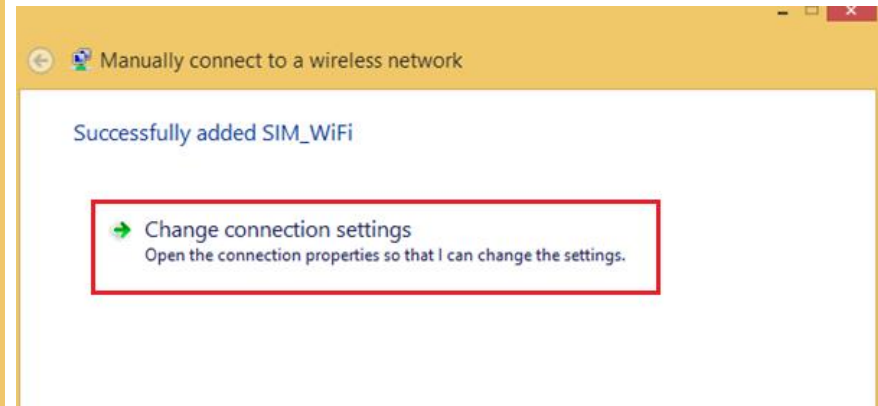 Manually connect to a wireless network
Successfully added SIM_WiFi
Change connection settings
Open the connection properties so that I can change the settings.